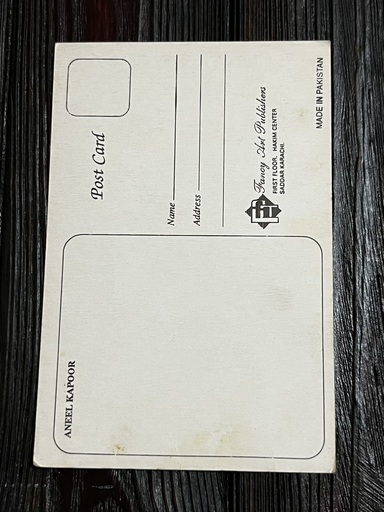 ANEEL KAPOOR
Post Card
Name
Address
Fancy Art Publishers
FIRST FLOOR, HAKIM CENTER
SADDAR KARACHI.
MADE IN PAKISTAN